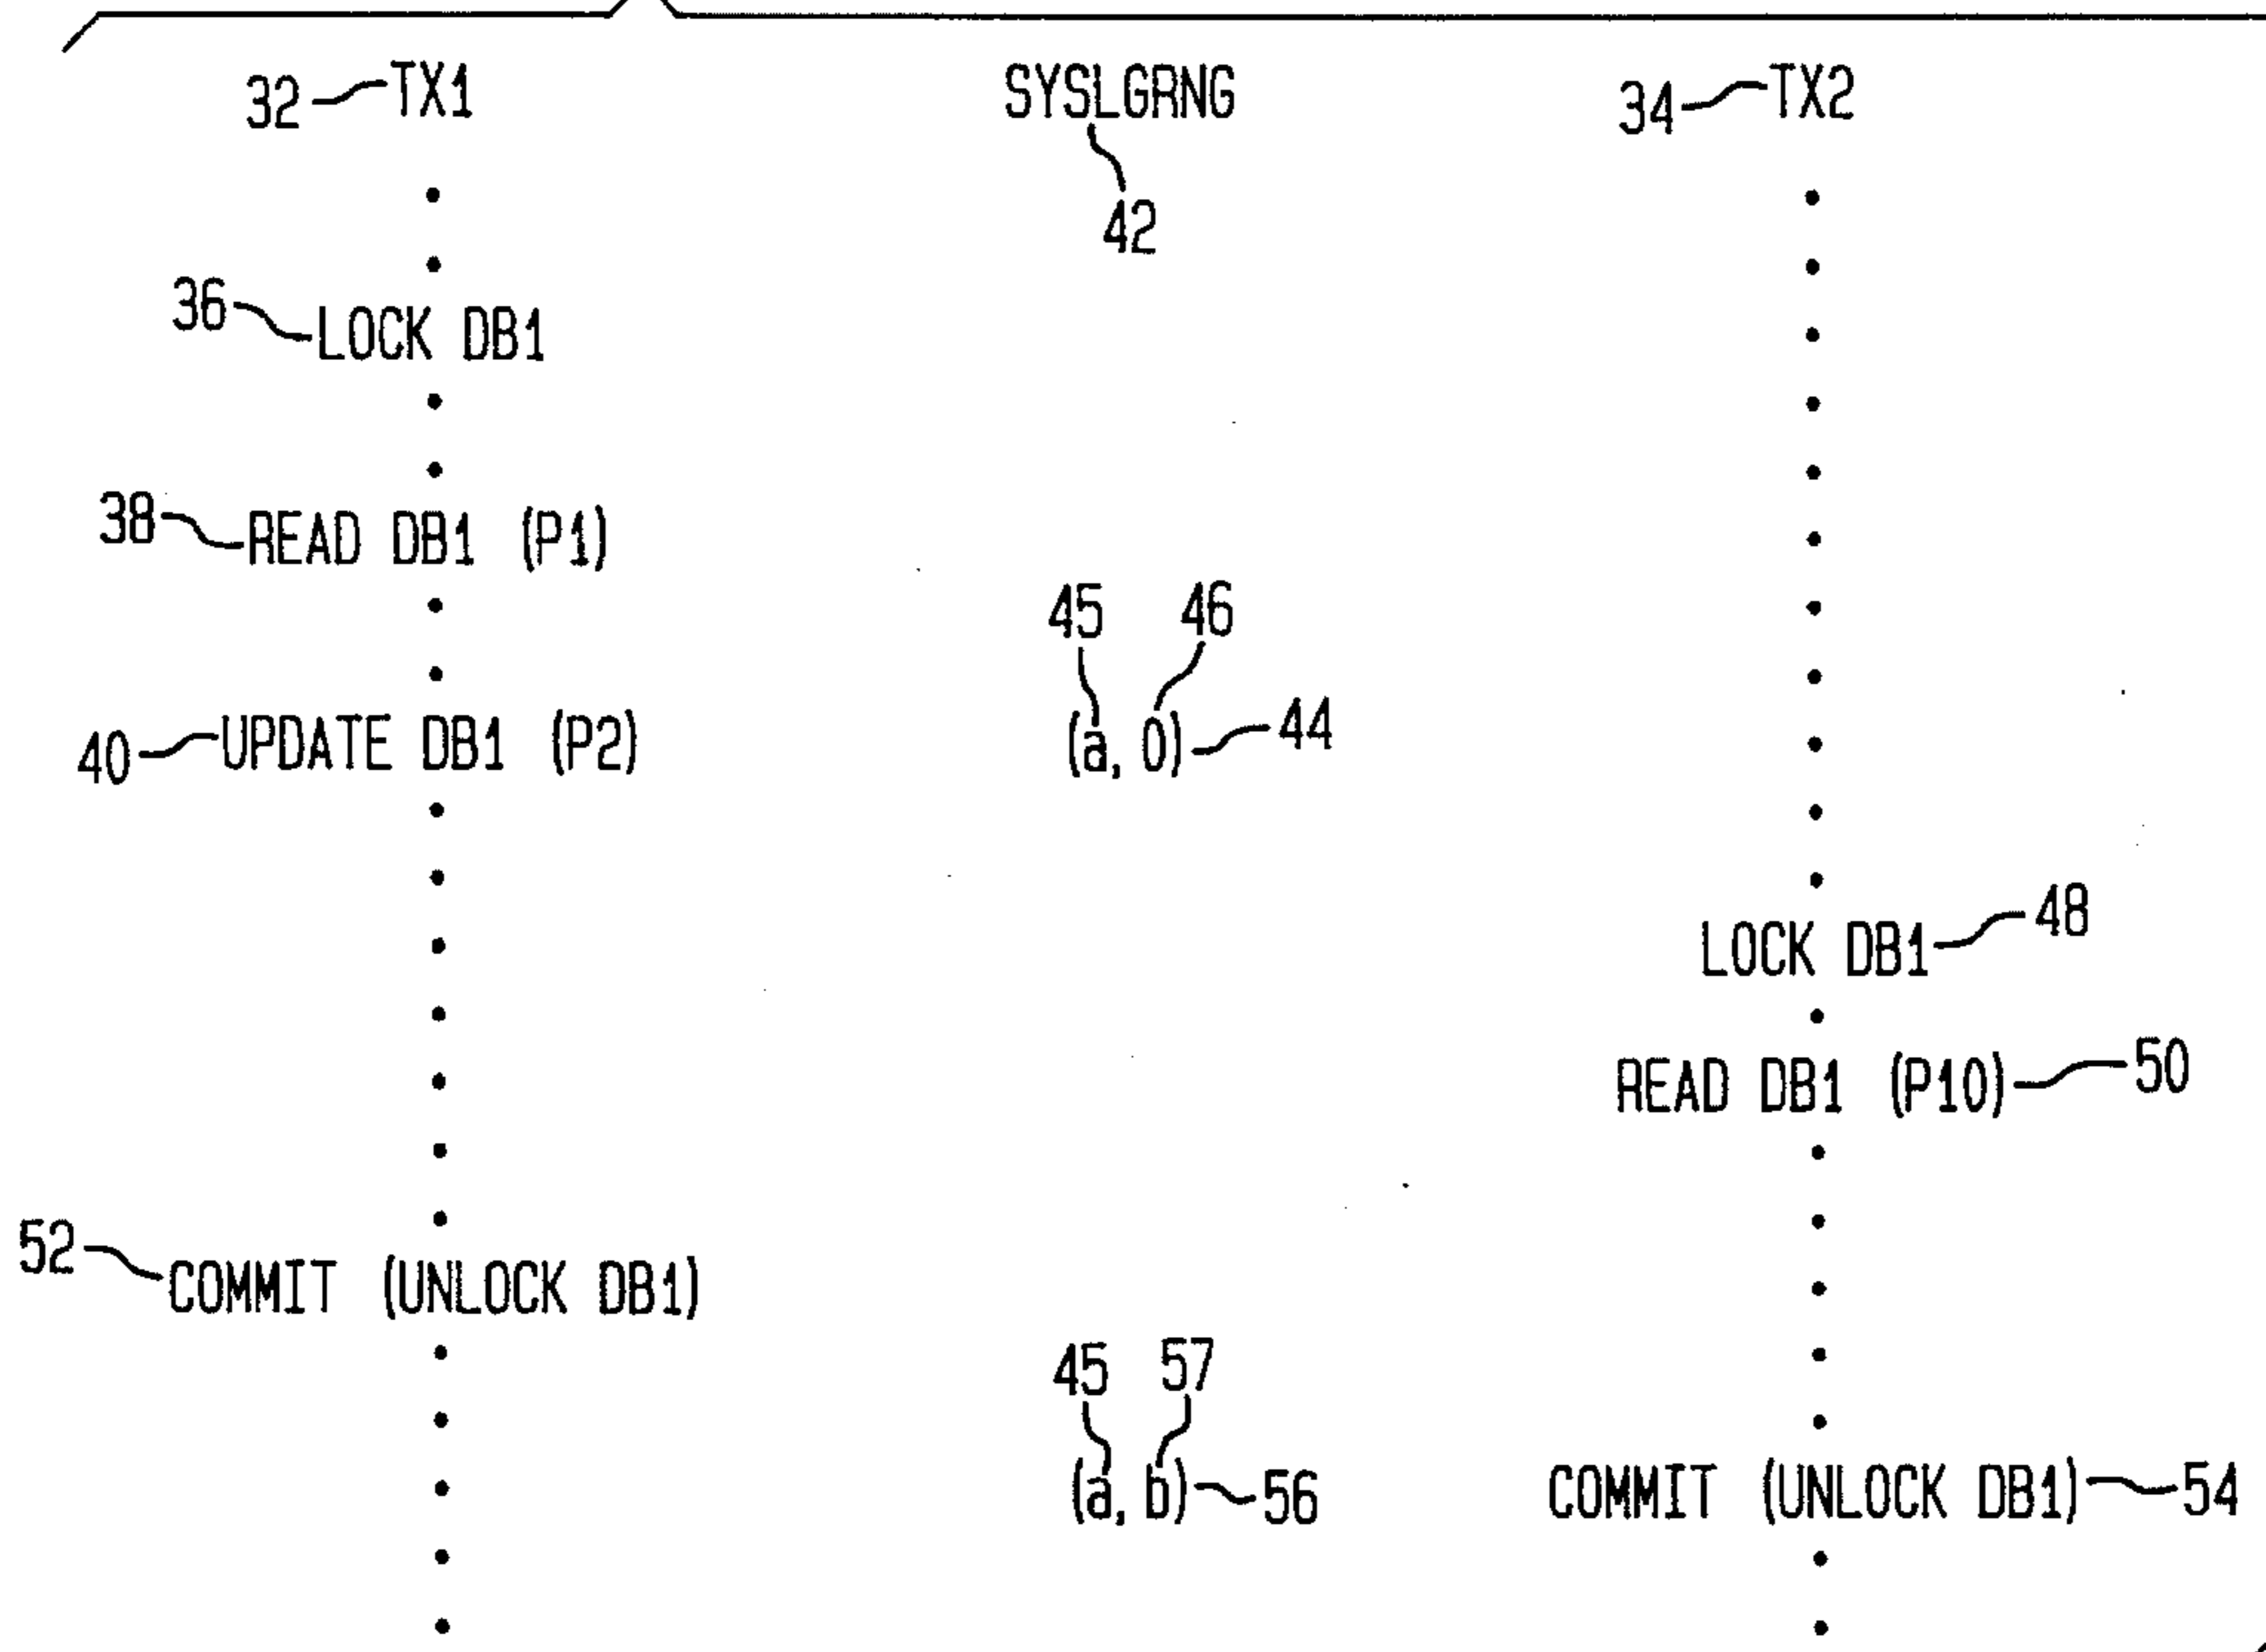 32 TX1 SYSLGRNG 34 TX2
42
36 LOCK DB1
38 READ DB1 (P1)
45 46
40 UPDATE DB1 (P2) (a, 0) 44
LOCK DB1 48
READ DB1 (P10) 50
52 COMMIT (UNLOCK DB1)
45 57
(a, b) 56 COMMIT (UNLOCK DB1) 54